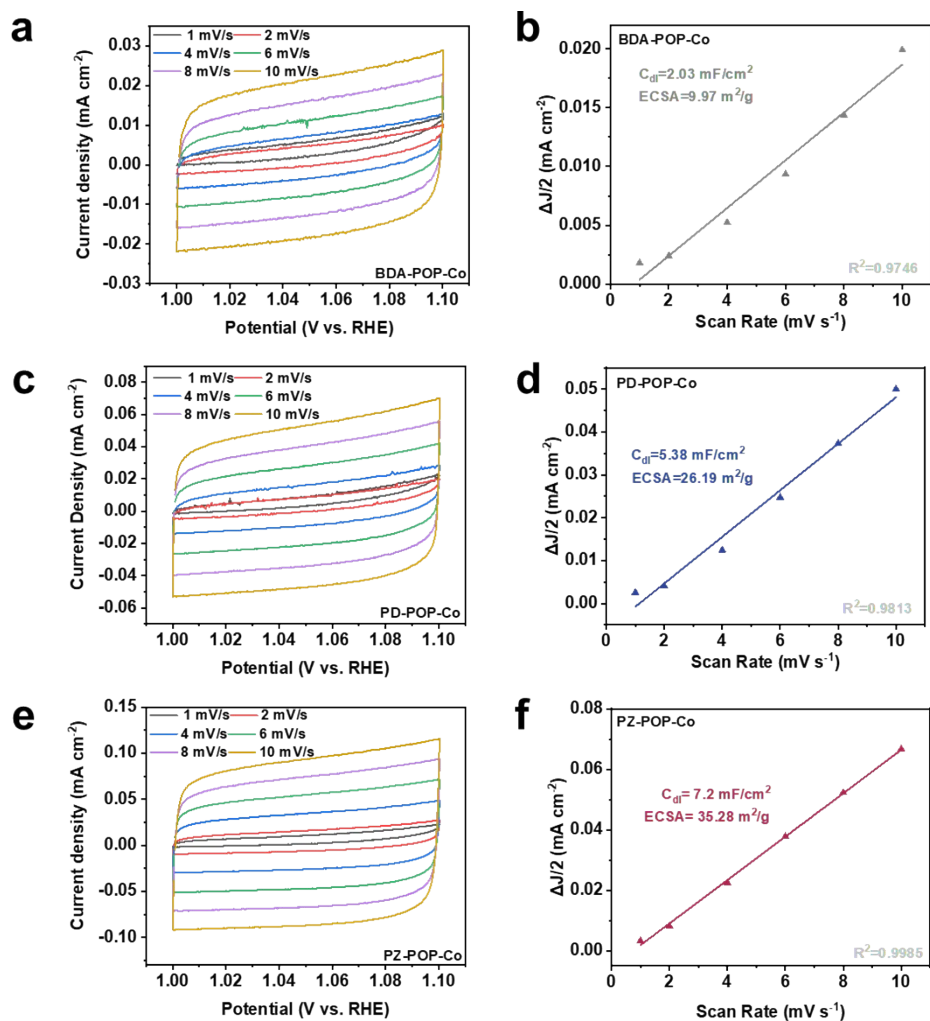 a
1 mV/s 2 mV/s
4 mV/s 6 mV/s
8 mV/s 10 mV/s
Current density (mA cm⁻²)
0.03
0.02
0.01
0.00
-0.01
-0.02
-0.03
BDA-POP-Co
1.00 1.02 1.04 1.06 1.08 1.10
Potential (V vs. RHE)
b
BDA-POP-Co
C_dl=2.03 mF/cm²
ECSA=9.97 m²/g
ΔJ/2 (mA cm⁻²)
0.020
0.015
0.010
0.005
0.000
R²=0.9746
0 2 4 6 8 10
Scan Rate (mV s⁻¹)
c
1 mV/s 2 mV/s
4 mV/s 6 mV/s
8 mV/s 10 mV/s
Current Density (mA cm⁻²)
0.08
0.06
0.04
0.02
0.00
-0.02
-0.04
-0.06
PD-POP-Co
1.00 1.02 1.04 1.06 1.08 1.10
Potential (V vs. RHE)
d
PD-POP-Co
C_dl=5.38 mF/cm²
ECSA=26.19 m²/g
ΔJ/2 (mA cm⁻²)
0.05
0.04
0.03
0.02
0.01
0.00
R²=0.9813
0 2 4 6 8 10
Scan Rate (mV s⁻¹)
e
1 mV/s 2 mV/s
4 mV/s 6 mV/s
8 mV/s 10 mV/s
Current density (mA cm⁻²)
0.15
0.10
0.05
0.00
-0.05
-0.10
PZ-POP-Co
1.00 1.02 1.04 1.06 1.08 1.10
Potential (V vs. RHE)
f
PZ-POP-Co
C_dl= 7.2 mF/cm²
ECSA= 35.28 m²/g
ΔJ/2 (mA cm⁻²)
0.08
0.06
0.04
0.02
0.00
R²=0.9985
0 2 4 6 8 10
Scan Rate (mV s⁻¹)